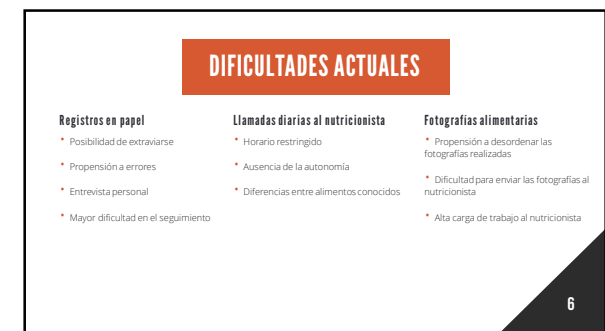 DIFICULTADES ACTUALES
Registros en papel
• Posibilidad de extraviarse
• Propensión a errores
• Entrevista personal
• Mayor dificultad en el seguimiento
Llamadas diarias al nutricionista
• Horario restringido
• Ausencia de la autonomía
• Diferencias entre alimentos conocidos
Fotografías alimentarias
• Propensión a desordenar las
fotografías realizadas
• Dificultad para enviar las fotografías al
nutricionista
• Alta carga de trabajo al nutricionista
6